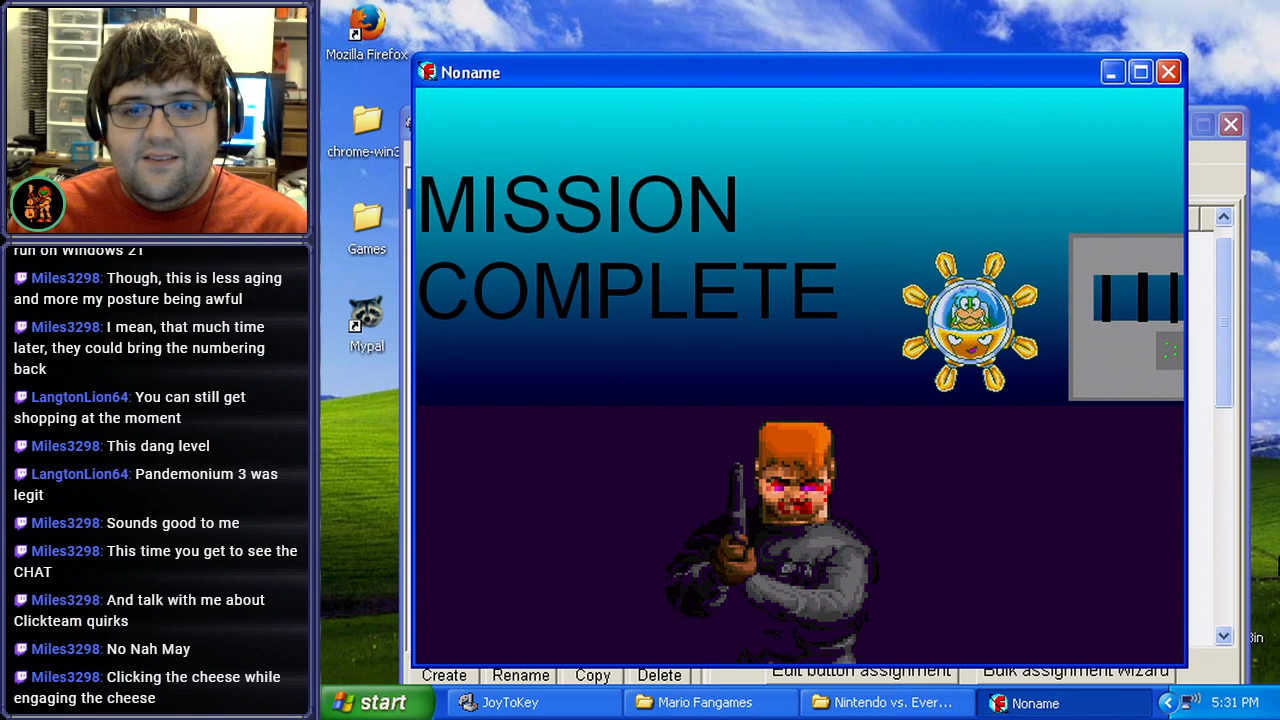 run on Windows 21
Miles3298: Though, this is less aging
and more my posture being awful
Miles3298: I mean, that much time
later, they could bring the numbering
back
LangtonLion64: You can still get
shopping at the moment
Miles3298: This dang level
LangtonLion64: Pandemonium 3 was
legit
Miles3298: Sounds good to me
Miles3298: This time you get to see the
CHAT
Miles3298: And talk with me about
Clickteam quirks
Miles3298: No Nah May
Miles3298: Clicking the cheese while
engaging the cheese
Mozilla Firefox
chrome-win3
Games
Mypal
Noname
MISSION
COMPLETE
Create Rename Copy Delete Edit button assignment Bulk assignment wizard
Bin
start JoyToKey Mario Fangames Nintendo vs. Ever... Noname 5:31 PM